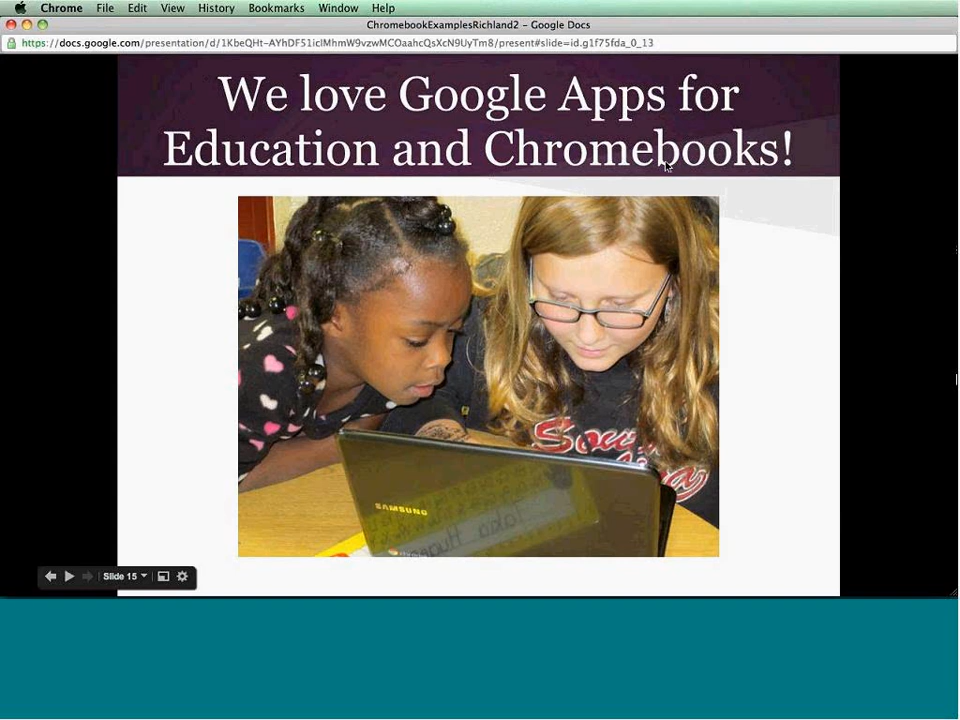 Chrome File Edit View History Bookmarks Window Help
ChromebookExamplesRichland2 – Google Docs
https://docs.google.com/presentation/d/1KbeQHt-AYhDF51iclMhmW9vzwMCOaahcQsXcN9UyTm8/present#slide=id.g1f75fda_0_13
We love Google Apps for
Education and Chromebooks!
SAMSUNG
Slide 15